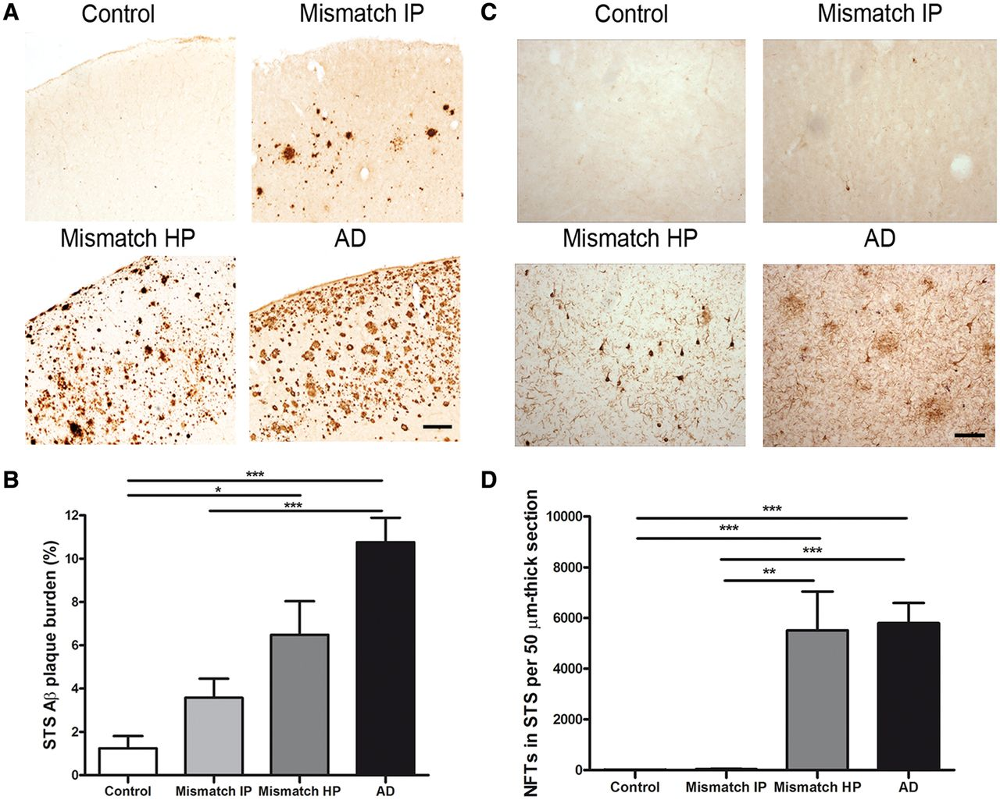 A
Control
Mismatch IP
Mismatch HP
AD
C
Control
Mismatch IP
Mismatch HP
AD
B
STS Aβ plaque burden (%)
12
10
8
6
4
2
0
***
*
***
Control
Mismatch IP
Mismatch HP
AD
D
NFTs in STS per 50 μm-thick section
10000
8000
6000
4000
2000
0
***
***
***
**
Control
Mismatch IP
Mismatch HP
AD